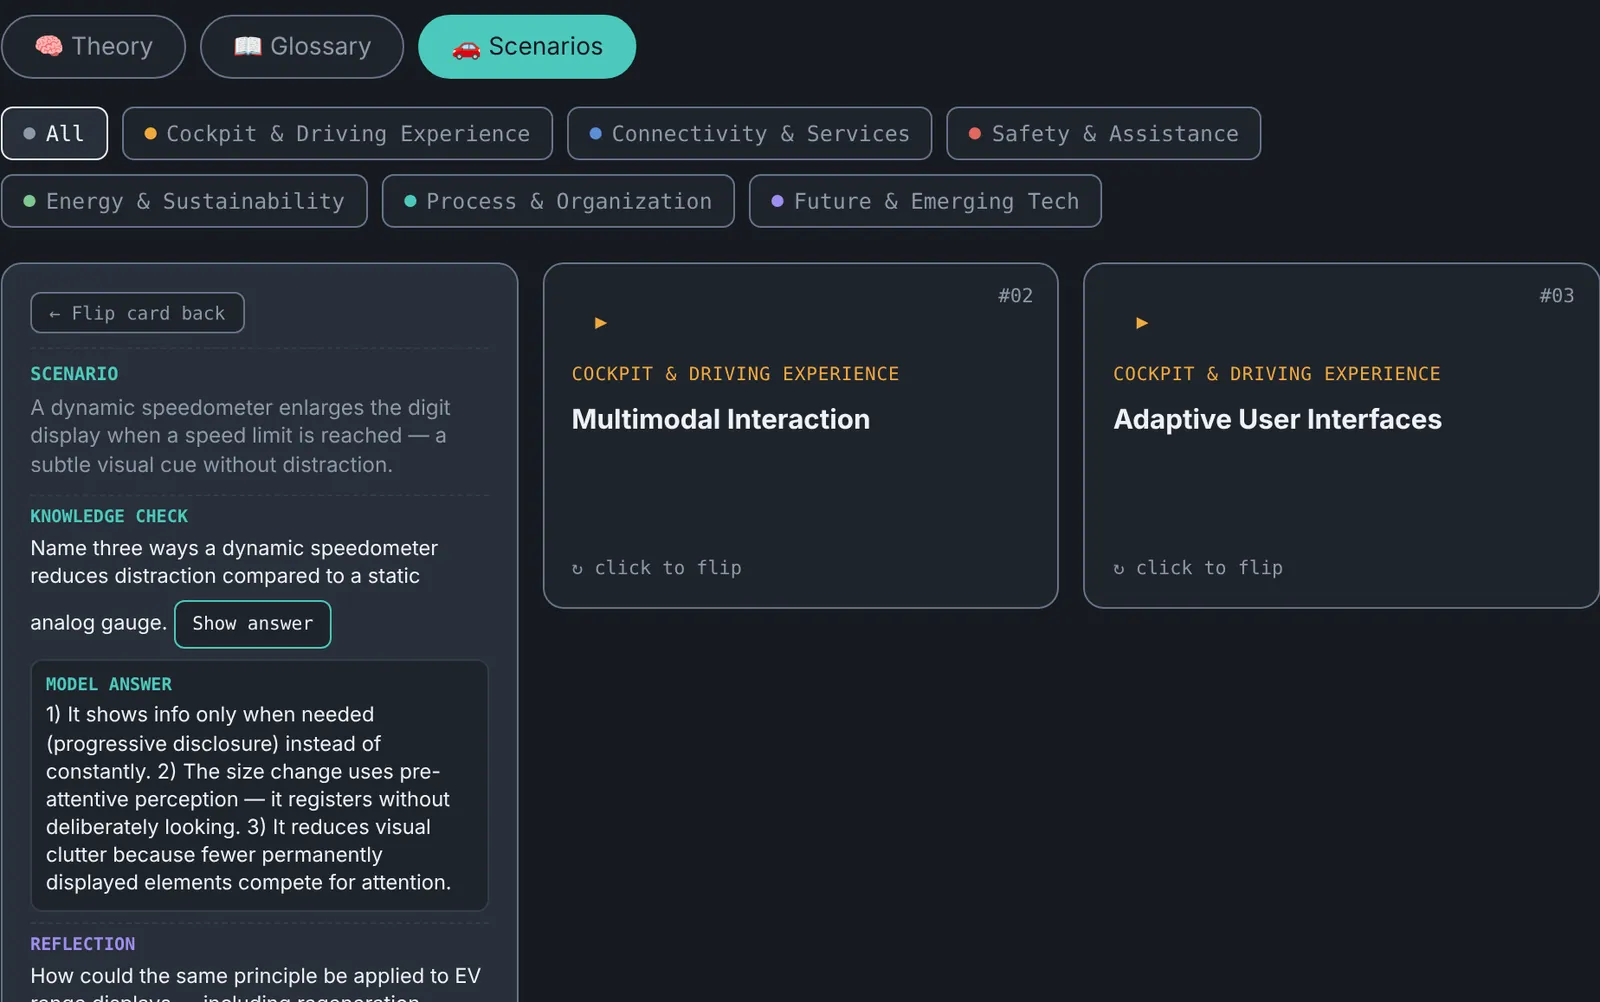 🧠 Theory
📖 Glossary
🚗 Scenarios
All
Cockpit & Driving Experience
Connectivity & Services
Safety & Assistance
Energy & Sustainability
Process & Organization
Future & Emerging Tech
← Flip card back
SCENARIO
A dynamic speedometer enlarges the digit
display when a speed limit is reached — a
subtle visual cue without distraction.
KNOWLEDGE CHECK
Name three ways a dynamic speedometer
reduces distraction compared to a static
analog gauge.
Show answer
MODEL ANSWER
1) It shows info only when needed
(progressive disclosure) instead of
constantly. 2) The size change uses pre-
attentive perception — it registers without
deliberately looking. 3) It reduces visual
clutter because fewer permanently
displayed elements compete for attention.
REFLECTION
How could the same principle be applied to EV
range displays — including regeneration
#02
▶
COCKPIT & DRIVING EXPERIENCE
Multimodal Interaction
↻ click to flip
#03
▶
COCKPIT & DRIVING EXPERIENCE
Adaptive User Interfaces
↻ click to flip